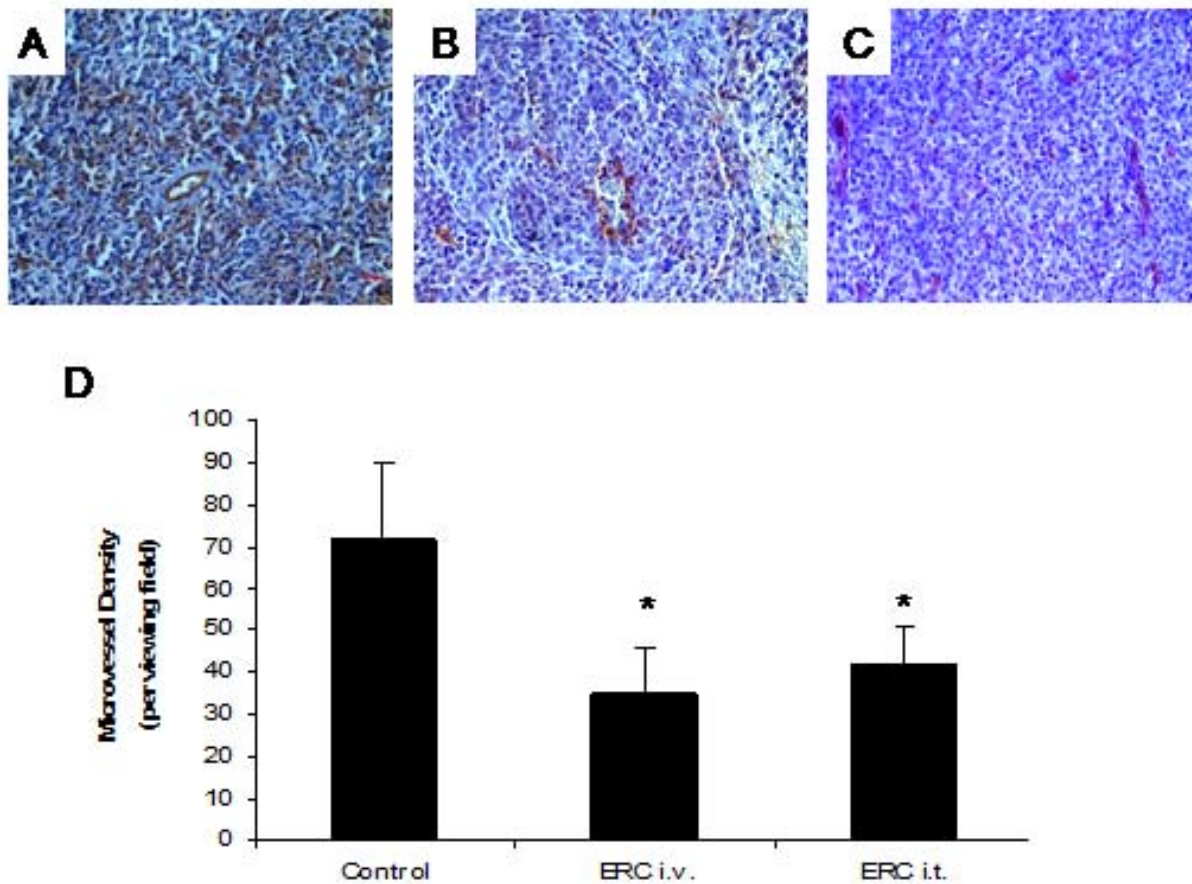 A
B
C
D
Microvessel Density
(per viewing field)
100
90
80
70
60
50
40
30
20
10
0
*
*
Control
ERC i.v.
ERC i.t.